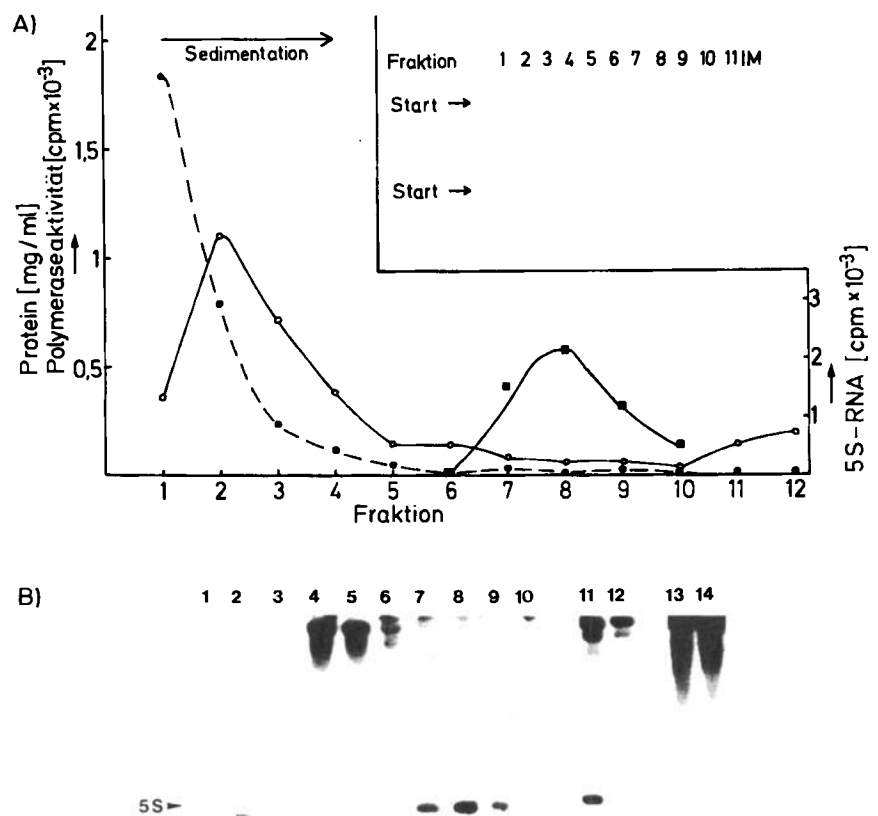 A)
Sedimentation
Fraktion 1 2 3 4 5 6 7 8 9 10 11 M
Start →
Start →
Protein [mg/ml]
Polymeraseaktivität [cpm×10⁻³]
2
1,5
1
0,5
3
2
1
5S-RNA [cpm×10⁻³]
1 2 3 4 5 6 7 8 9 10 11 12
Fraktion
B)
1 2 3 4 5 6 7 8 9 10 11 12 13 14
5S